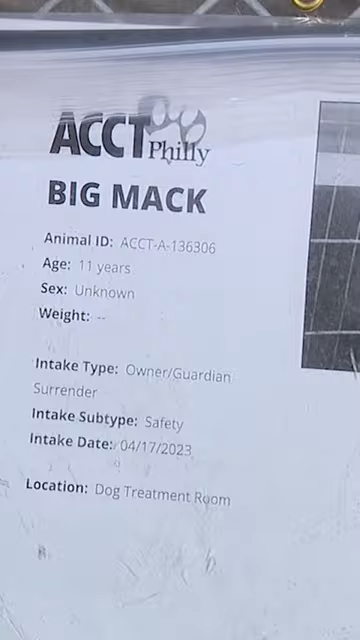 ACCT Philly
BIG MACK
Animal ID: ACCT-A-136306
Age: 11 years
Sex: Unknown
Weight: --
Intake Type: Owner/Guardian
Surrender
Intake Subtype: Safety
Intake Date: 04/17/2023
Location: Dog Treatment Room